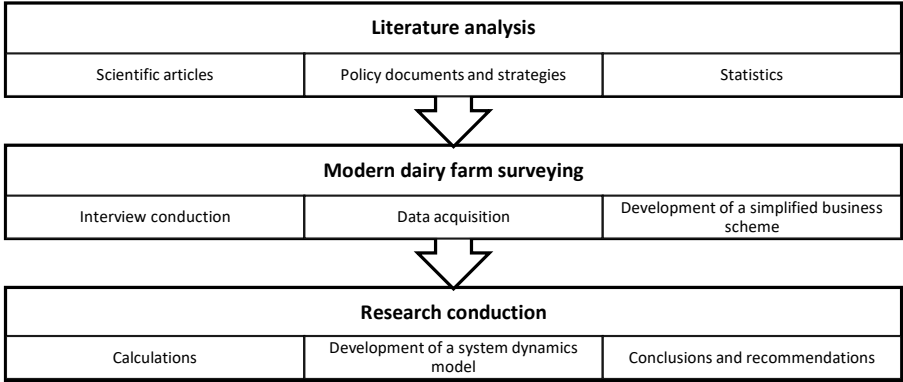 Literature analysis
Scientific articles
Policy documents and strategies
Statistics
Modern dairy farm surveying
Interview conduction
Data acquisition
Development of a simplified business
scheme
Research conduction
Calculations
Development of a system dynamics
model
Conclusions and recommendations